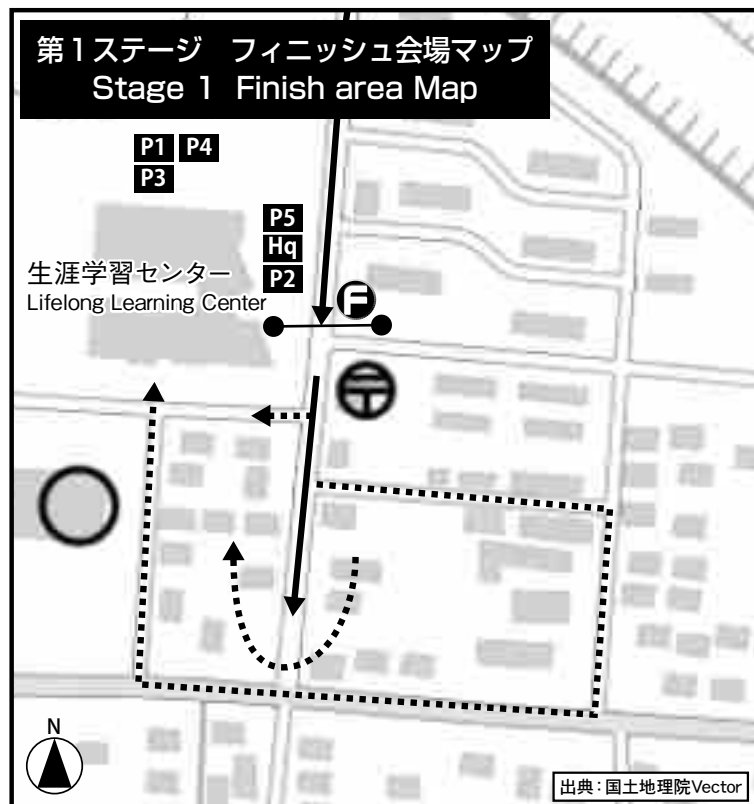 第1ステージ　フィニッシュ会場マップ
Stage 1 Finish area Map
P1 P4
P3
P5
Hq
P2
生涯学習センター
Lifelong Learning Center
F
N
出典：国土地理院Vector